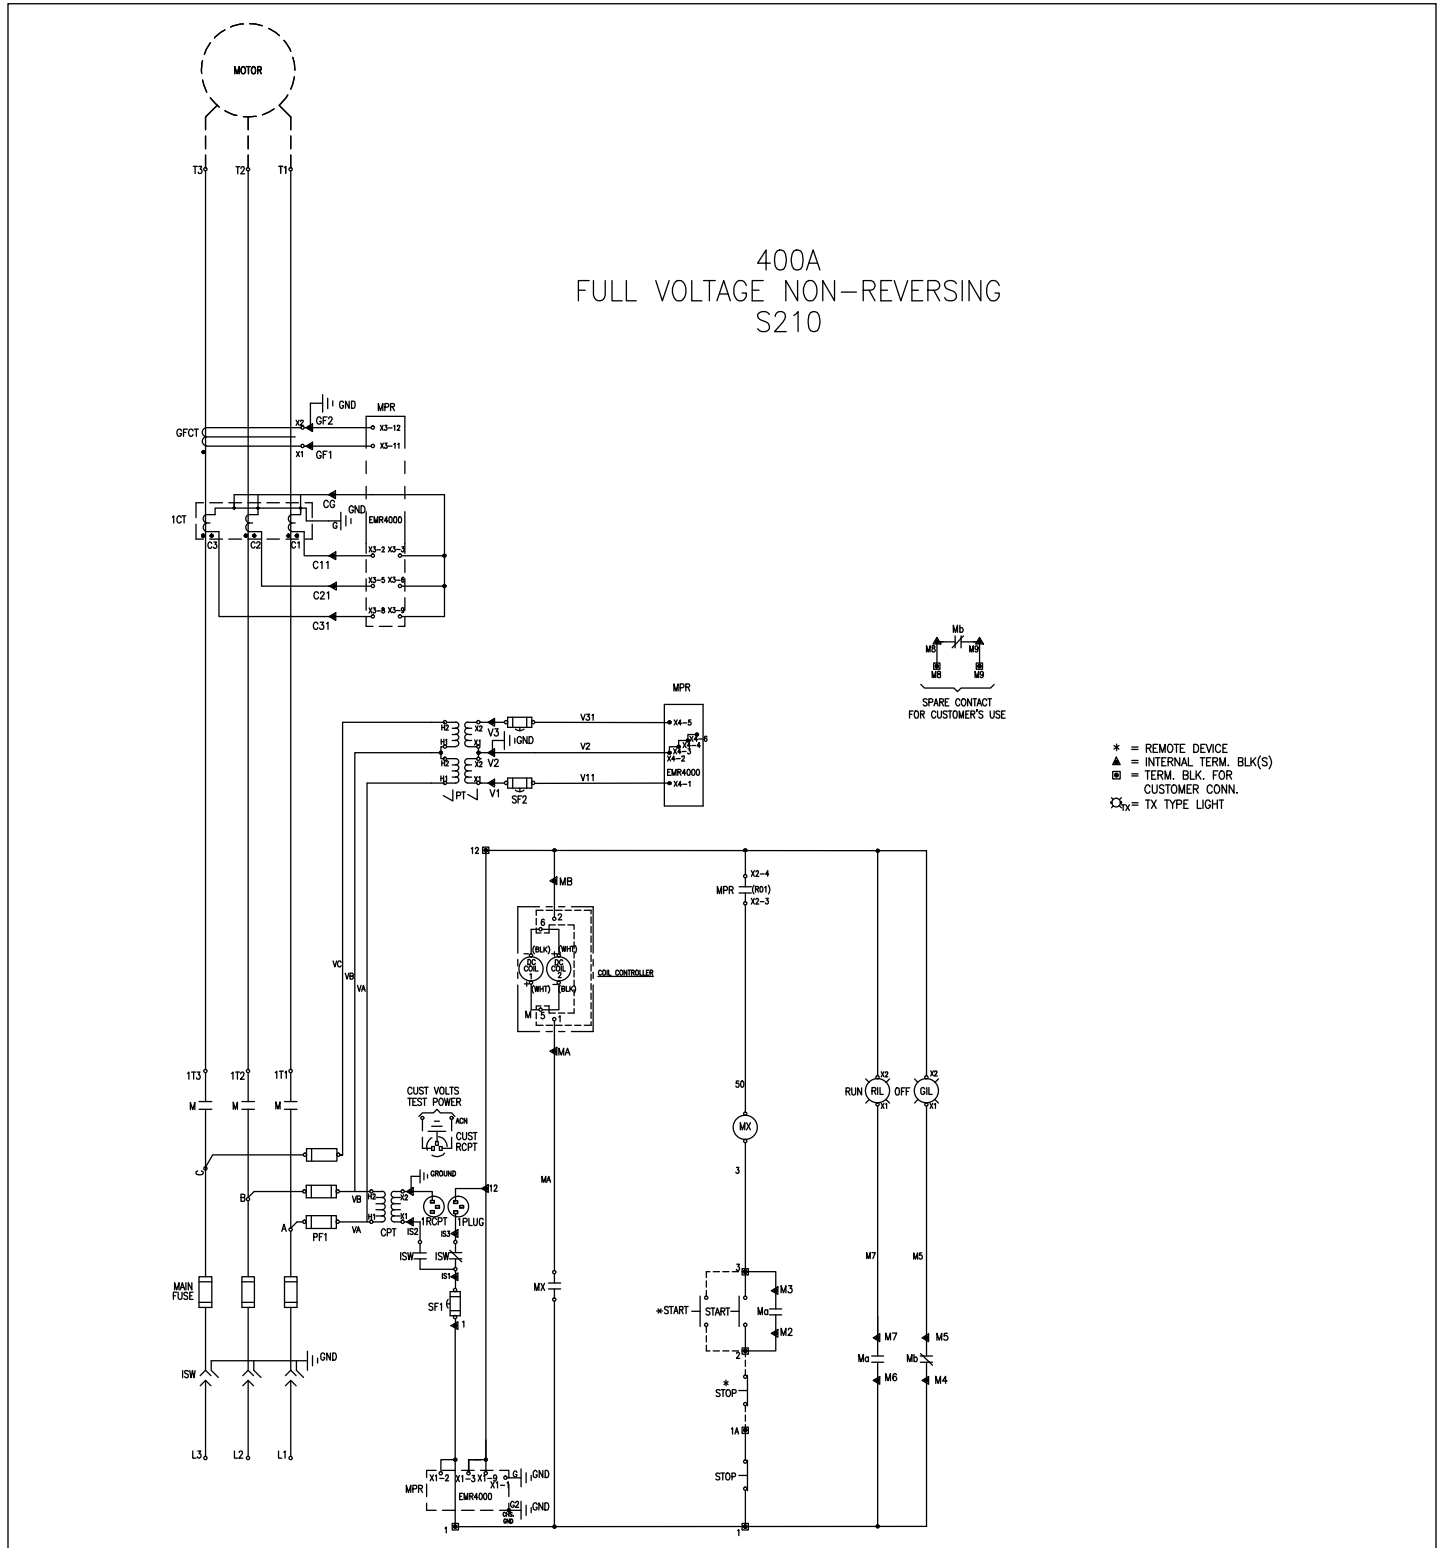 MOTOR
T3 T2 T1
400A
FULL VOLTAGE NON-REVERSING
S210
GND
MPR
X2 GF2 X3-12
GFCT
X3-11
X1 GF1
CG
GND
1CT
G
EMR4000
C3 C2 C1
X3-2 X3-3
C11
X3-5 X3-6
C21
X3-8 X3-9
C31
Mb
M8 M9
M8 M9
SPARE CONTACT
FOR CUSTOMER'S USE
MPR
H2 X2 V3 V31 X4-5
H1 X1 GND V2 X4-6
X4-4
X4-3
H2 X2 V2 X4-2
EMR4000
H1 X1 V1 V11 X4-1
PT SF2
* = REMOTE DEVICE
▲ = INTERNAL TERM. BLK(S)
= TERM. BLK. FOR
CUSTOMER CONN.
TX = TX TYPE LIGHT
12
MB
X2-4
MPR (R01)
X2-3
2
6
(BLK) (WHT)
- +
DC COIL 1 DC COIL 2
COIL CONTROLLER
+ -
(WHT) (BLK)
M 5 1
MA
VC
VB
VA
1T3 1T2 1T1
M M M
CUST VOLTS
TEST POWER
ACN
CUST
RCPT
50
X2 X2
RUN RIL OFF GIL
X1 X1
MX
GROUND
C
B VB H2 X2 12
MA
3
A VA H1 X1 1RCPT 1PLUG
PF1 CPT IS2 IS3
ISW ISW
M7 M5
IS1
MAIN
FUSE
SF1
1
MX
3
M3
*START START Ma
M2
2
M7 M5
Ma Mb
M6 M4
GND
ISW
*
STOP
1A
L3 L2 L1
STOP
X1-2 X1-3 X1-9 G GND
X1-1
MPR
EMR4000
G2 GND
CHS.
GND
1 1